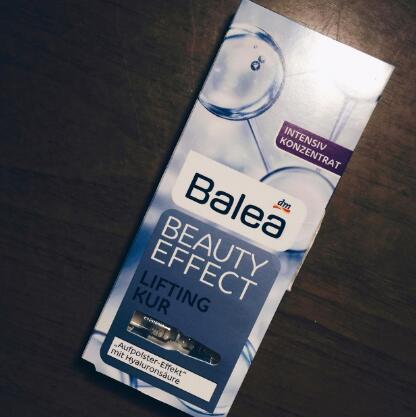 INTENSIV
KONZENTRAT
dm
Balea
BEAUTY
EFFECT
LIFTING
KUR
„Aufpolster-Effekt“
mit Hyaluronsäure